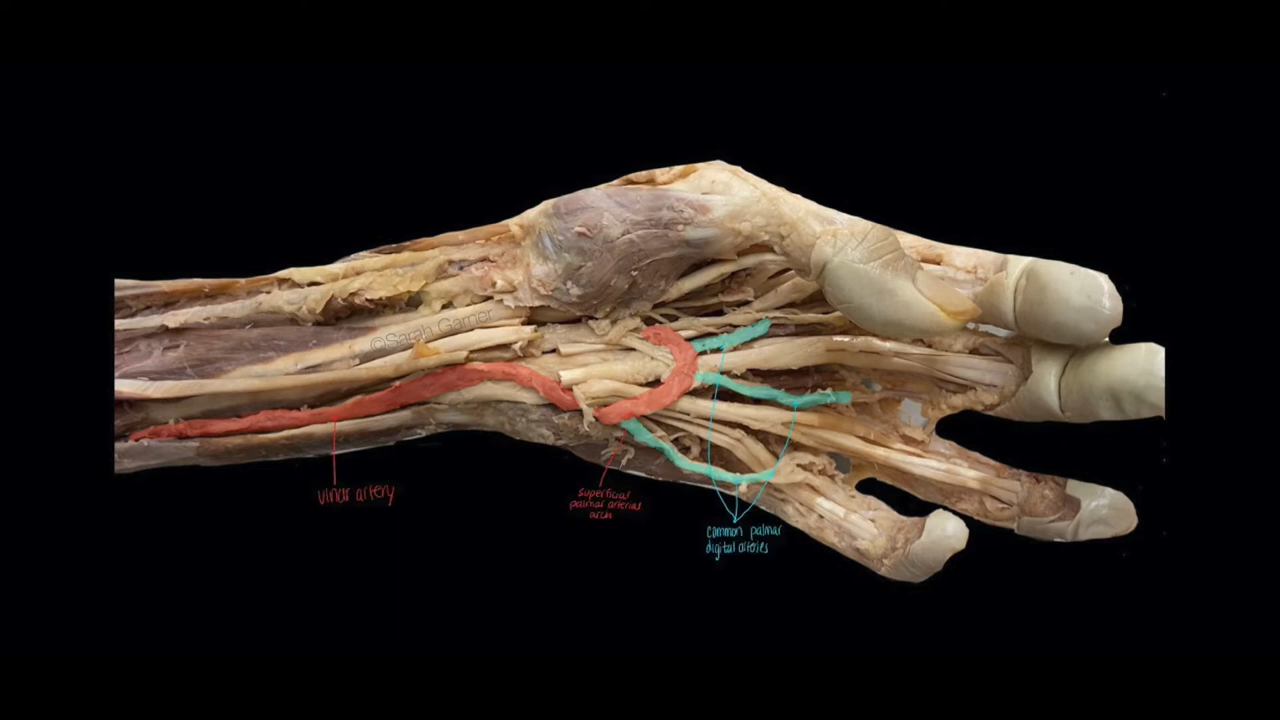 ©Sarah Garner
ulnar artery
superficial
palmar arterial
arch
common palmar
digital arteries